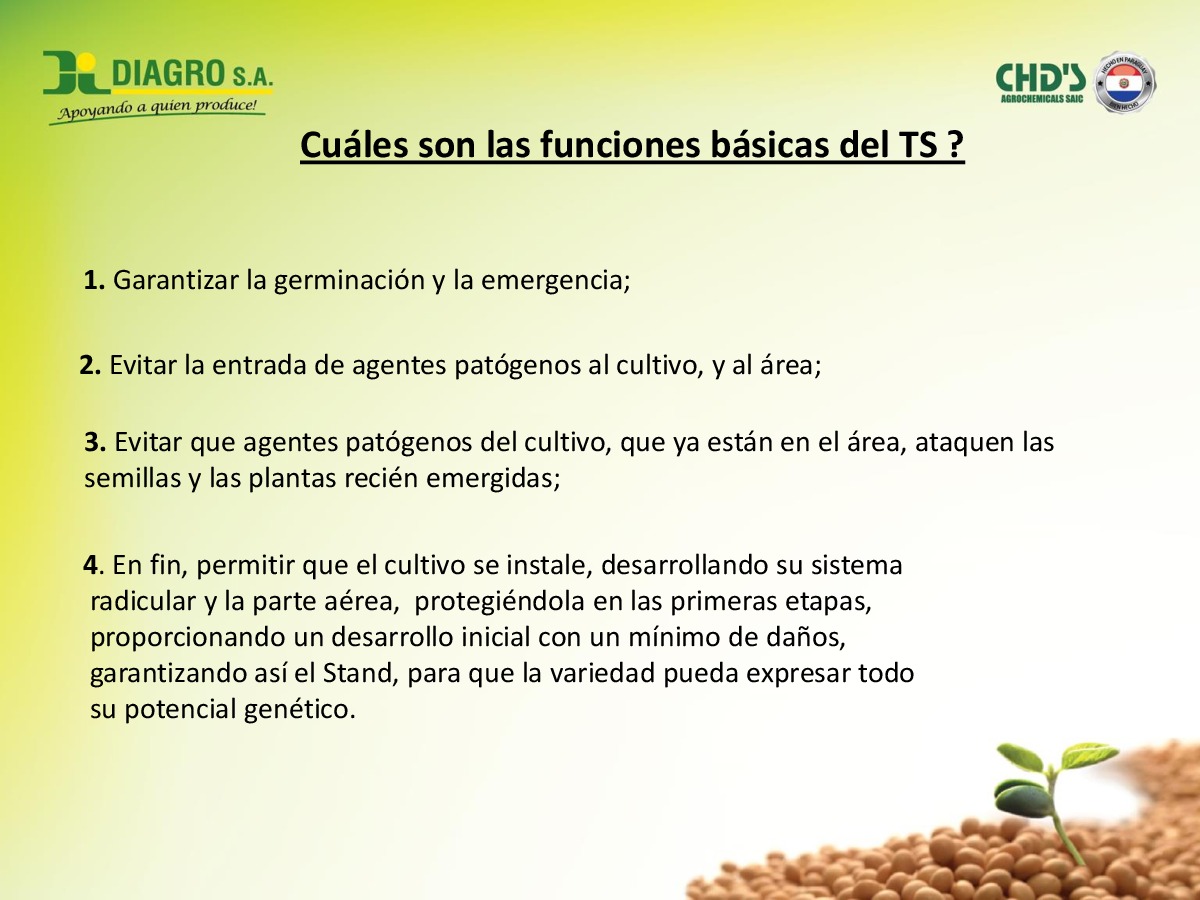 DIAGRO S.A.
Apoyando a quien produce!
CHD'S
AGROCHEMICALS SAIC
HECHO EN PARAGUAY
BIEN HECHO
Cuáles son las funciones básicas del TS ?
1. Garantizar la germinación y la emergencia;
2. Evitar la entrada de agentes patógenos al cultivo, y al área;
3. Evitar que agentes patógenos del cultivo, que ya están en el área, ataquen las
semillas y las plantas recién emergidas;
4. En fin, permitir que el cultivo se instale, desarrollando su sistema
radicular y la parte aérea, protegiéndola en las primeras etapas,
proporcionando un desarrollo inicial con un mínimo de daños,
garantizando así el Stand, para que la variedad pueda expresar todo
su potencial genético.